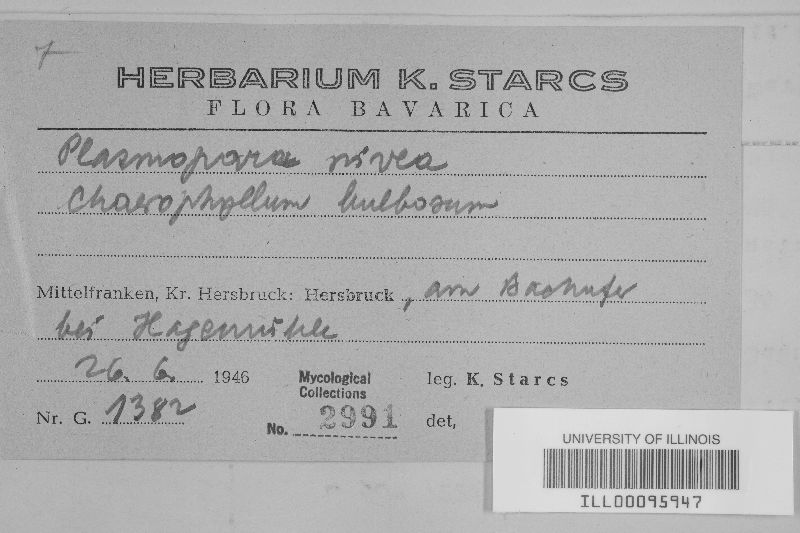 7
HERBARIUM K. STARCS
FLORA BAVARICA
Plasmopara nivea
Chaerophyllum bulbosum
Mittelfranken, Kr. Hersbruck: Hersbruck, am Bachufer
bei Hagenmühle
26. 6. 1946
Mycological Collections
leg. K. Starcs
Nr. G. 1382
No. 2991
det,
UNIVERSITY OF ILLINOIS
ILL00095947